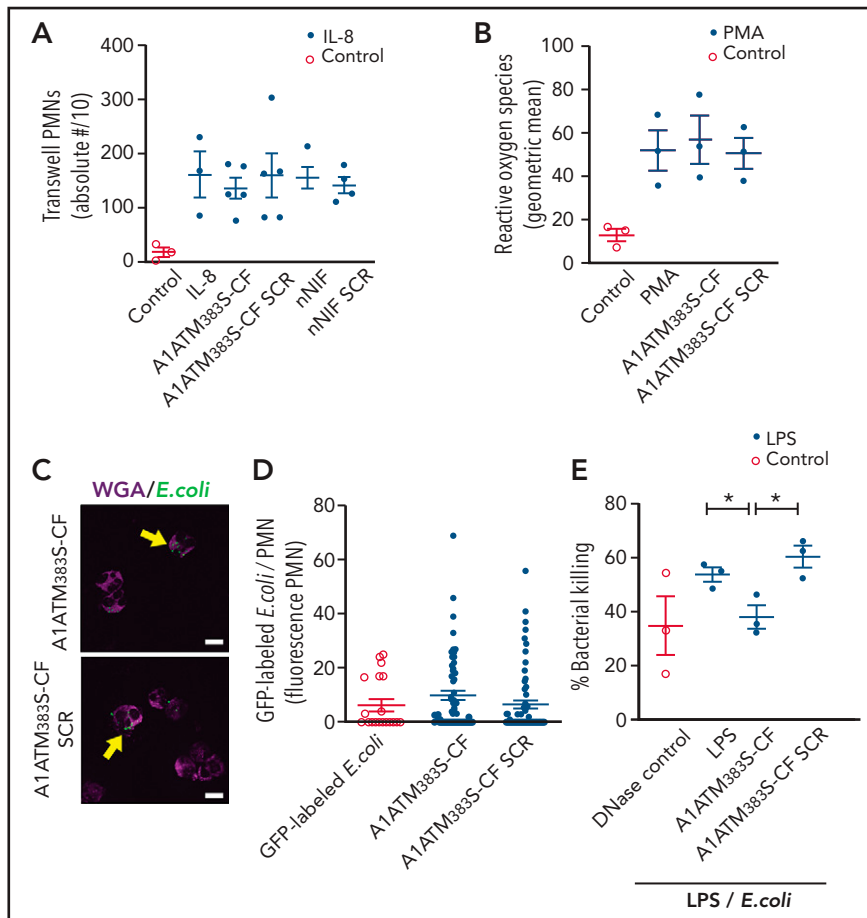 A
IL-8
Control
Transwell PMNs
(absolute #/10)
400
300
200
100
0
Control
IL-8
A1ATM383S-CF
A1ATM383S-CF SCR
nNIF
nNIF SCR
B
PMA
Control
Reactive oxygen species
(geometric mean)
100
80
60
40
20
0
Control
PMA
A1ATM383S-CF
A1ATM383S-CF SCR
C
WGA/E.coli
A1ATM383S-CF
A1ATM383S-CF
SCR
D
GFP-labeled E.coli / PMN
(fluorescence PMN)
80
60
40
20
0
GFP-labeled E.coli
A1ATM383S-CF
A1ATM383S-CF SCR
E
LPS
Control
% Bacterial killing
80
60
40
20
0
* *
DNase control
LPS
A1ATM383S-CF
A1ATM383S-CF SCR
LPS / E.coli